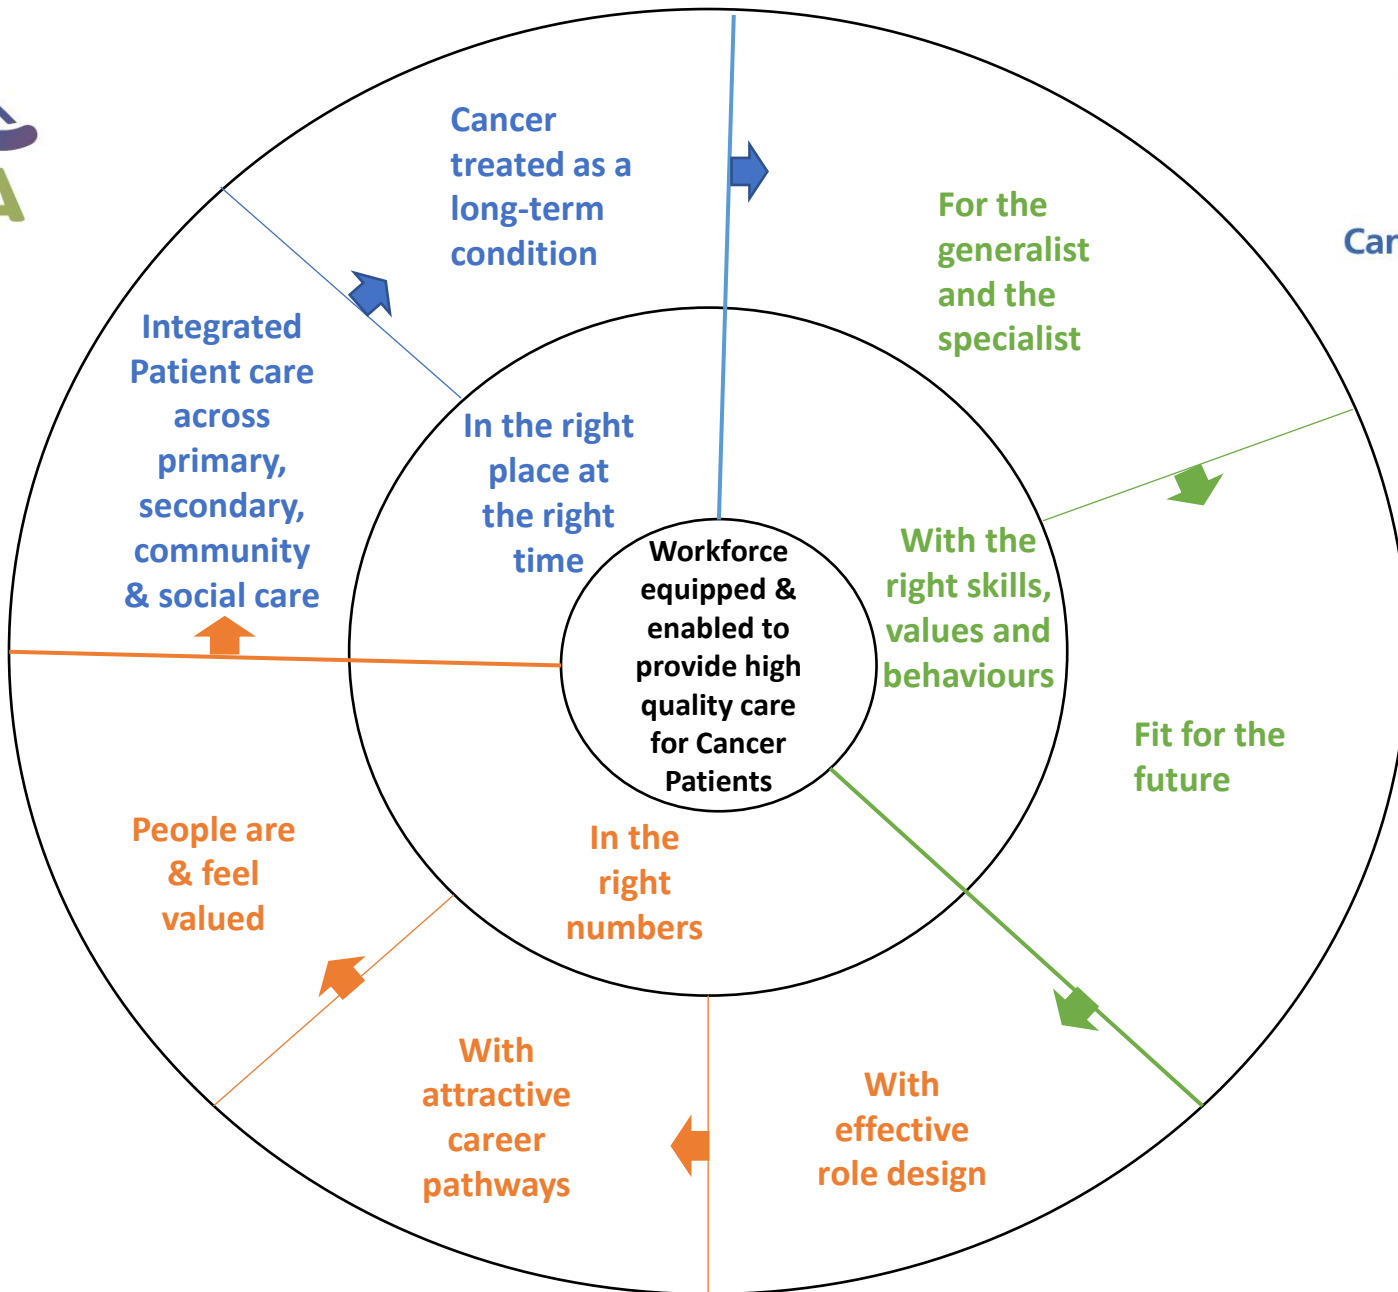 Cancer
treated as a
long-term
condition
For the
generalist
and the
specialist
Integrated
Patient care
across
primary,
secondary,
community
& social care
In the right
place at
the right
time
Workforce
equipped &
enabled to
provide high
quality care
for Cancer
Patients
With the
right skills,
values and
behaviours
Fit for the
future
People are
& feel
valued
In the
right
numbers
With
attractive
career
pathways
With
effective
role design
A
Can